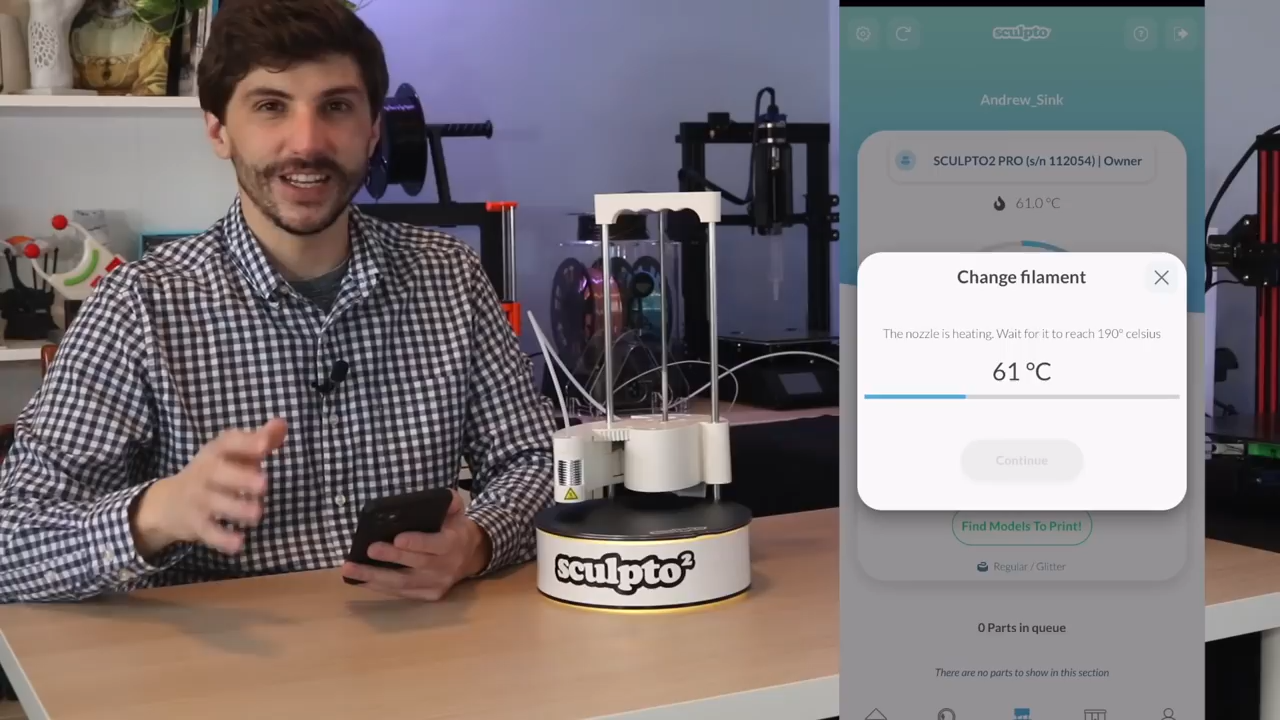 sculpto
Andrew_Sink
SCULPTO2 PRO (s/n 112054) | Owner
61.0 °C
Change filament
The nozzle is heating. Wait for it to reach 190° celsius
61 °C
Continue
Find Models To Print!
Regular / Glitter
0 Parts in queue
There are no parts to show in this section
sculpto²